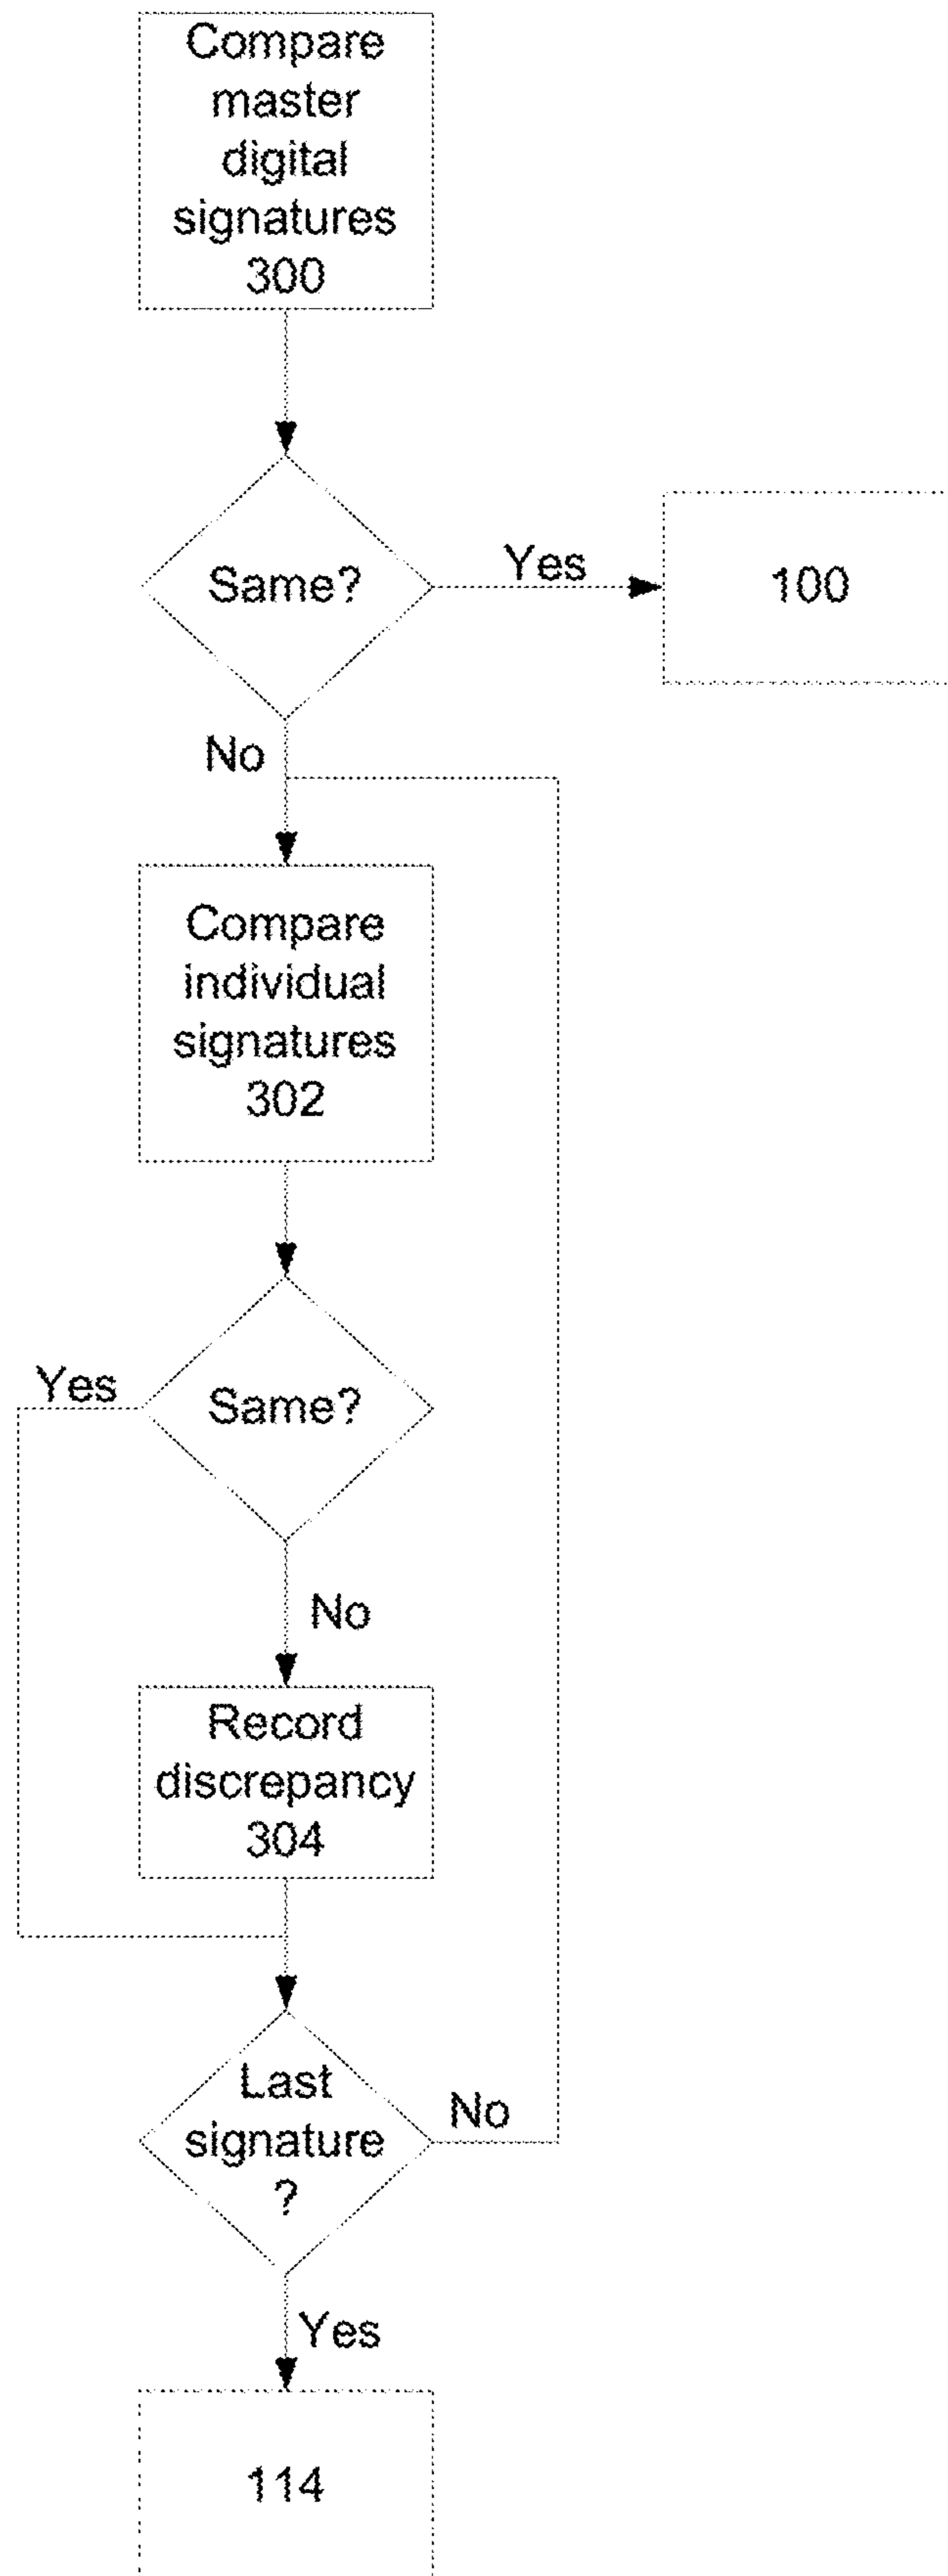 Compare
master
digital
signatures
300
Same?
Yes
100
No
Compare
individual
signatures
302
Yes
Same?
No
Record
discrepancy
304
Last
signature
?
No
Yes
114